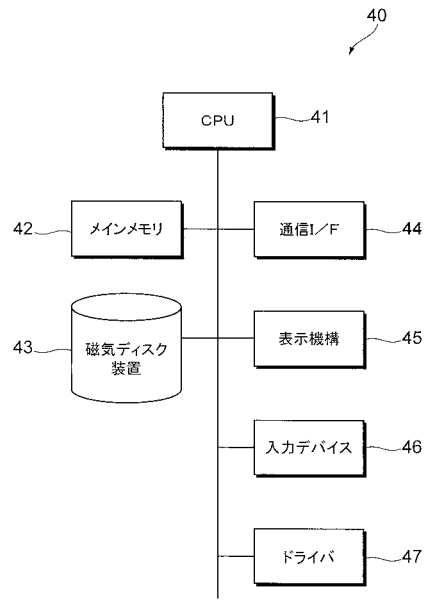 40
CPU
41
42
メインメモリ
通信I／F
44
43
磁気ディスク
装置
表示機構
45
入力デバイス
46
ドライバ
47